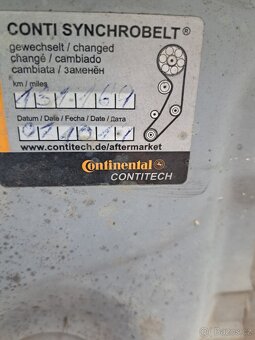 CONTI SYNCHROBELT®
gewechselt / changed
changé / cambiado
cambiata / заменён
km / miles
Datum / Date / Fecha / Date / Дата
www.contitech.de/aftermarket
Continental
CONTITECH